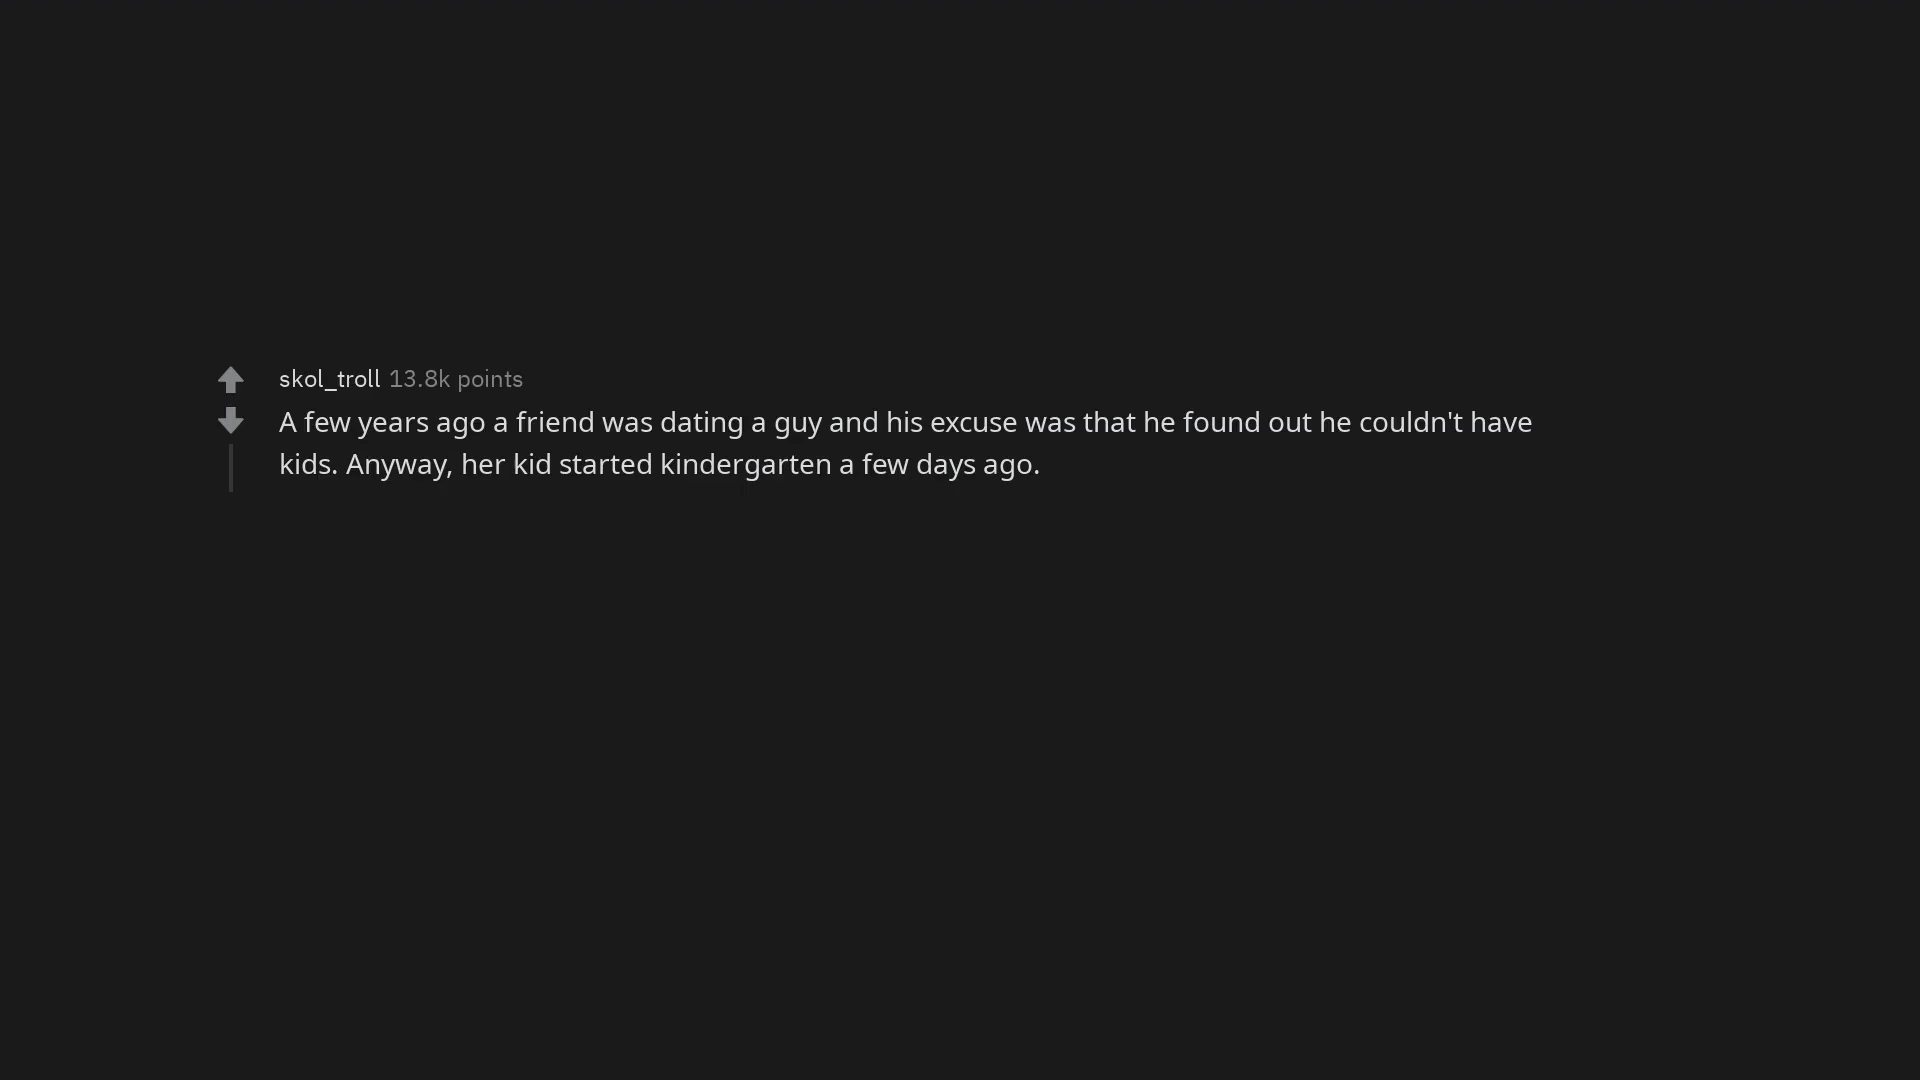 skol_troll 13.8k points
A few years ago a friend was dating a guy and his excuse was that he found out he couldn't have
kids. Anyway, her kid started kindergarten a few days ago.